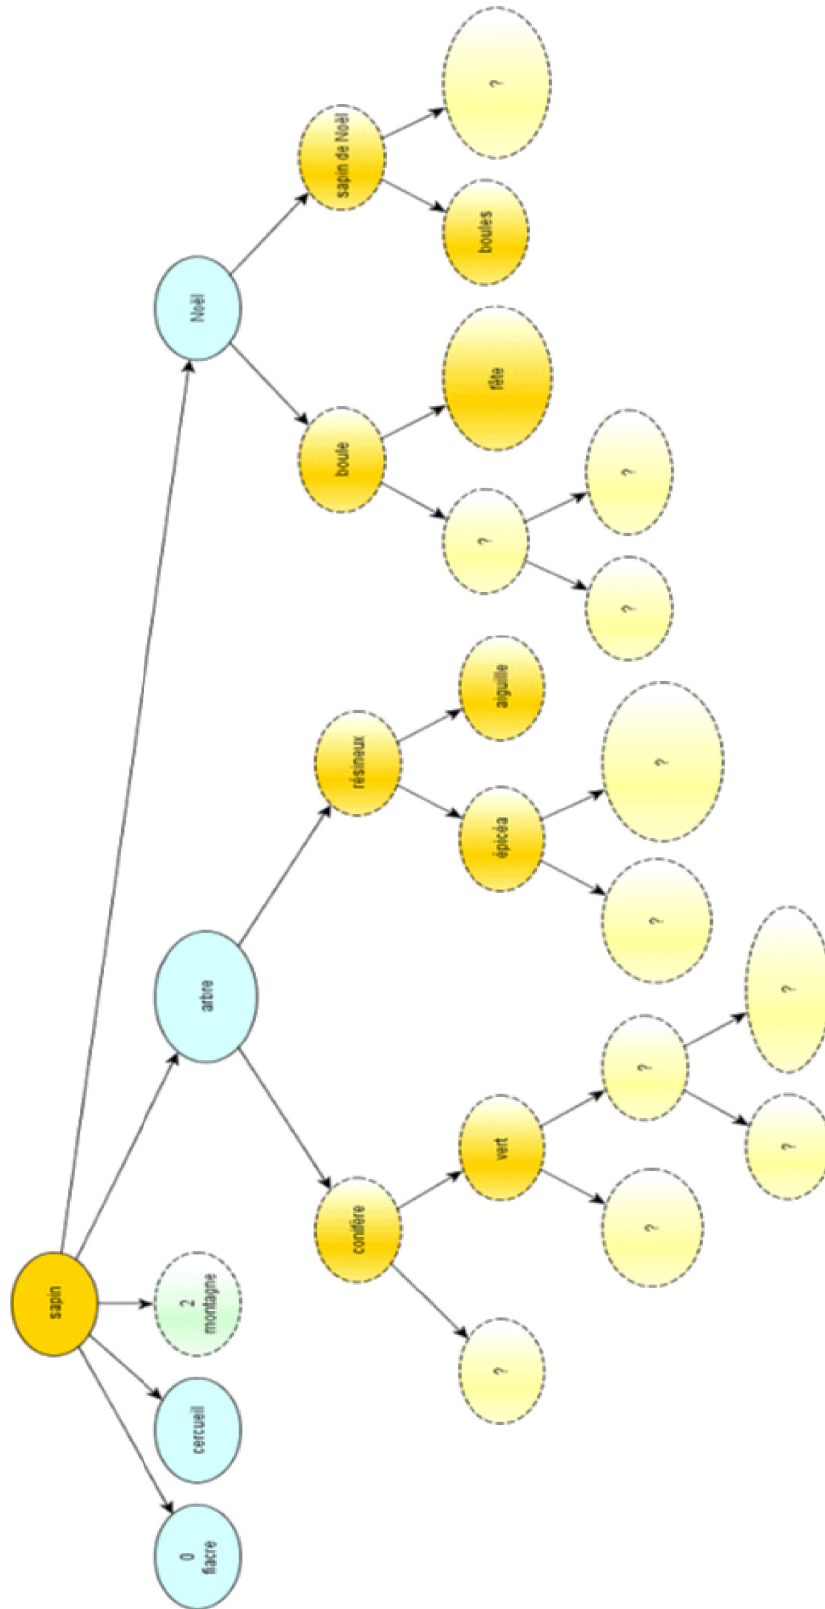 sapin
0
fiacre
cercueil
2
montagne
arbre
Noël
conifère
résineux
boule
sapin de Noël
?
vert
épicéa
aiguille
?
fête
boules
?
?
?
?
?
?
?
?
?